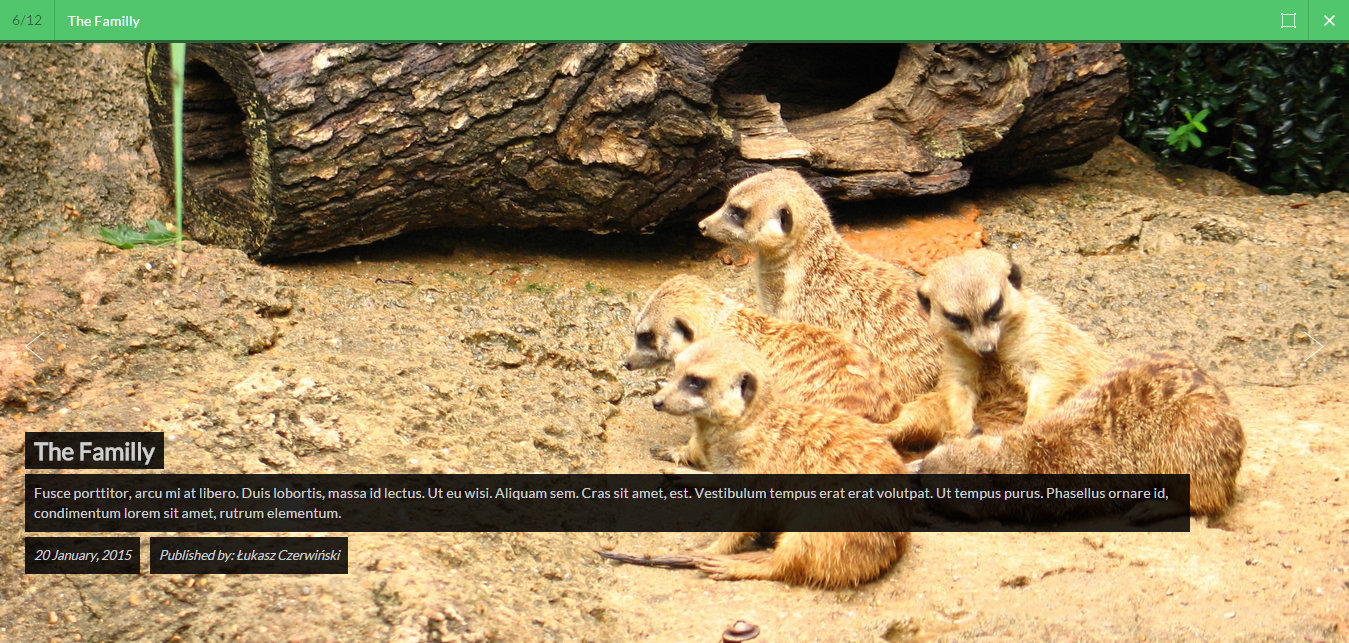 6/12
The Familly
The Familly
Fusce porttitor, arcu mi at libero. Duis lobortis, massa id lectus. Ut eu wisi. Aliquam sem. Cras sit amet, est. Vestibulum tempus erat erat volutpat. Ut tempus purus. Phasellus ornare id,
condimentum lorem sit amet, rutrum elementum.
20 January, 2015
Published by: Łukasz Czerwiński